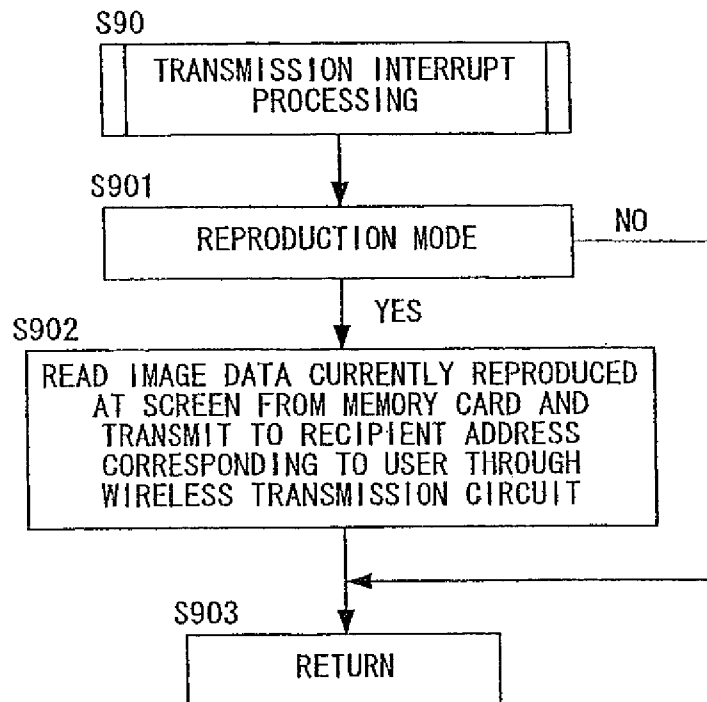 S90
TRANSMISSION INTERRUPT
PROCESSING
S901
REPRODUCTION MODE
NO
YES
S902
READ IMAGE DATA CURRENTLY REPRODUCED
AT SCREEN FROM MEMORY CARD AND
TRANSMIT TO RECIPIENT ADDRESS
CORRESPONDING TO USER THROUGH
WIRELESS TRANSMISSION CIRCUIT
S903
RETURN